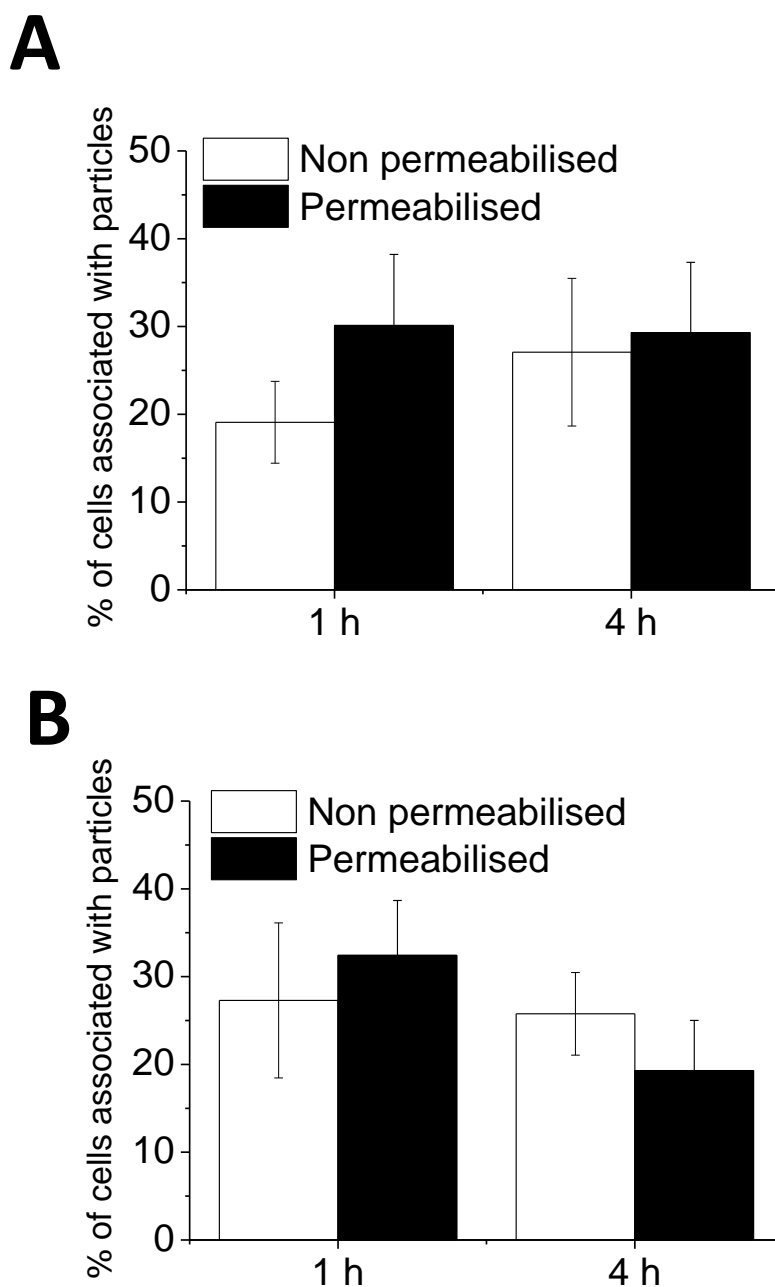 A
% of cells associated with particles
50
40
30
20
10
0
Non permeabilised
Permeabilised
1 h
4 h
B
% of cells associated with particles
50
40
30
20
10
0
Non permeabilised
Permeabilised
1 h
4 h